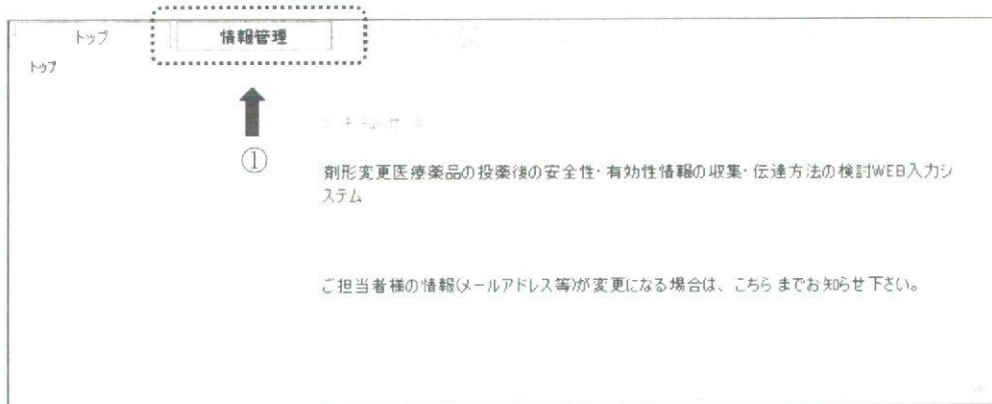 トップ
情報管理
トップ
①
剤形変更医療薬品の投薬後の安全性・有効性情報の収集・伝達方法の検討WEB入力シ
ステム
ご担当者様の情報(メールアドレス等)が変更になる場合は、こちらまでお知らせ下さい。